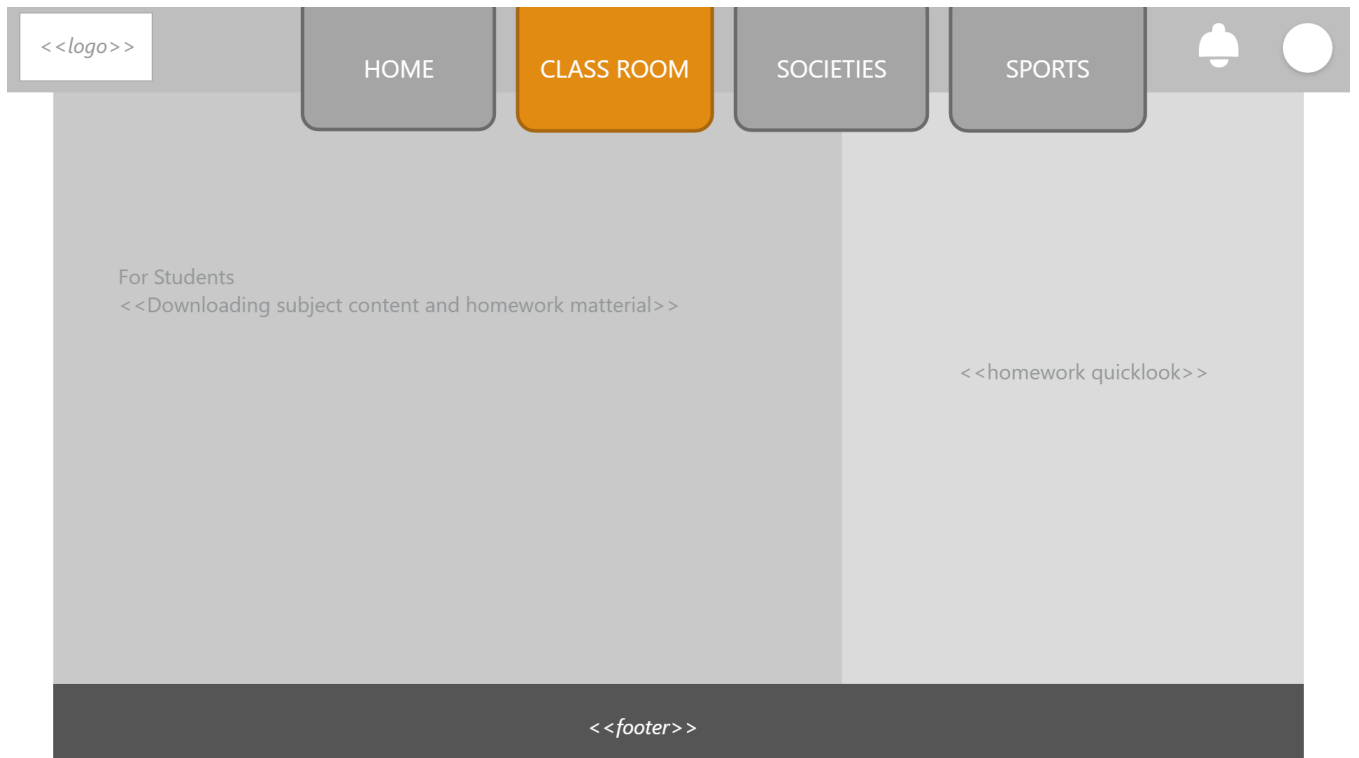 <<logo>>
HOME
CLASS ROOM
SOCIETIES
SPORTS
For Students
<<Downloading subject content and homework matterial>>
<<homework quicklook>>
<<footer>>